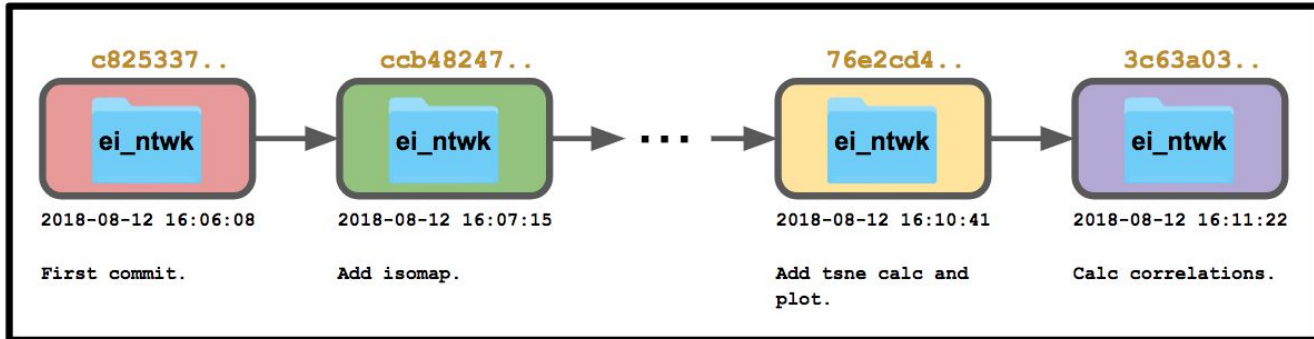 c825337.. ccb48247.. 76e2cd4.. 3c63a03..
ei_ntwk ei_ntwk ... ei_ntwk ei_ntwk
2018-08-12 16:06:08 2018-08-12 16:07:15 2018-08-12 16:10:41 2018-08-12 16:11:22
First commit. Add isomap. Add tsne calc and Calc correlations.
plot.